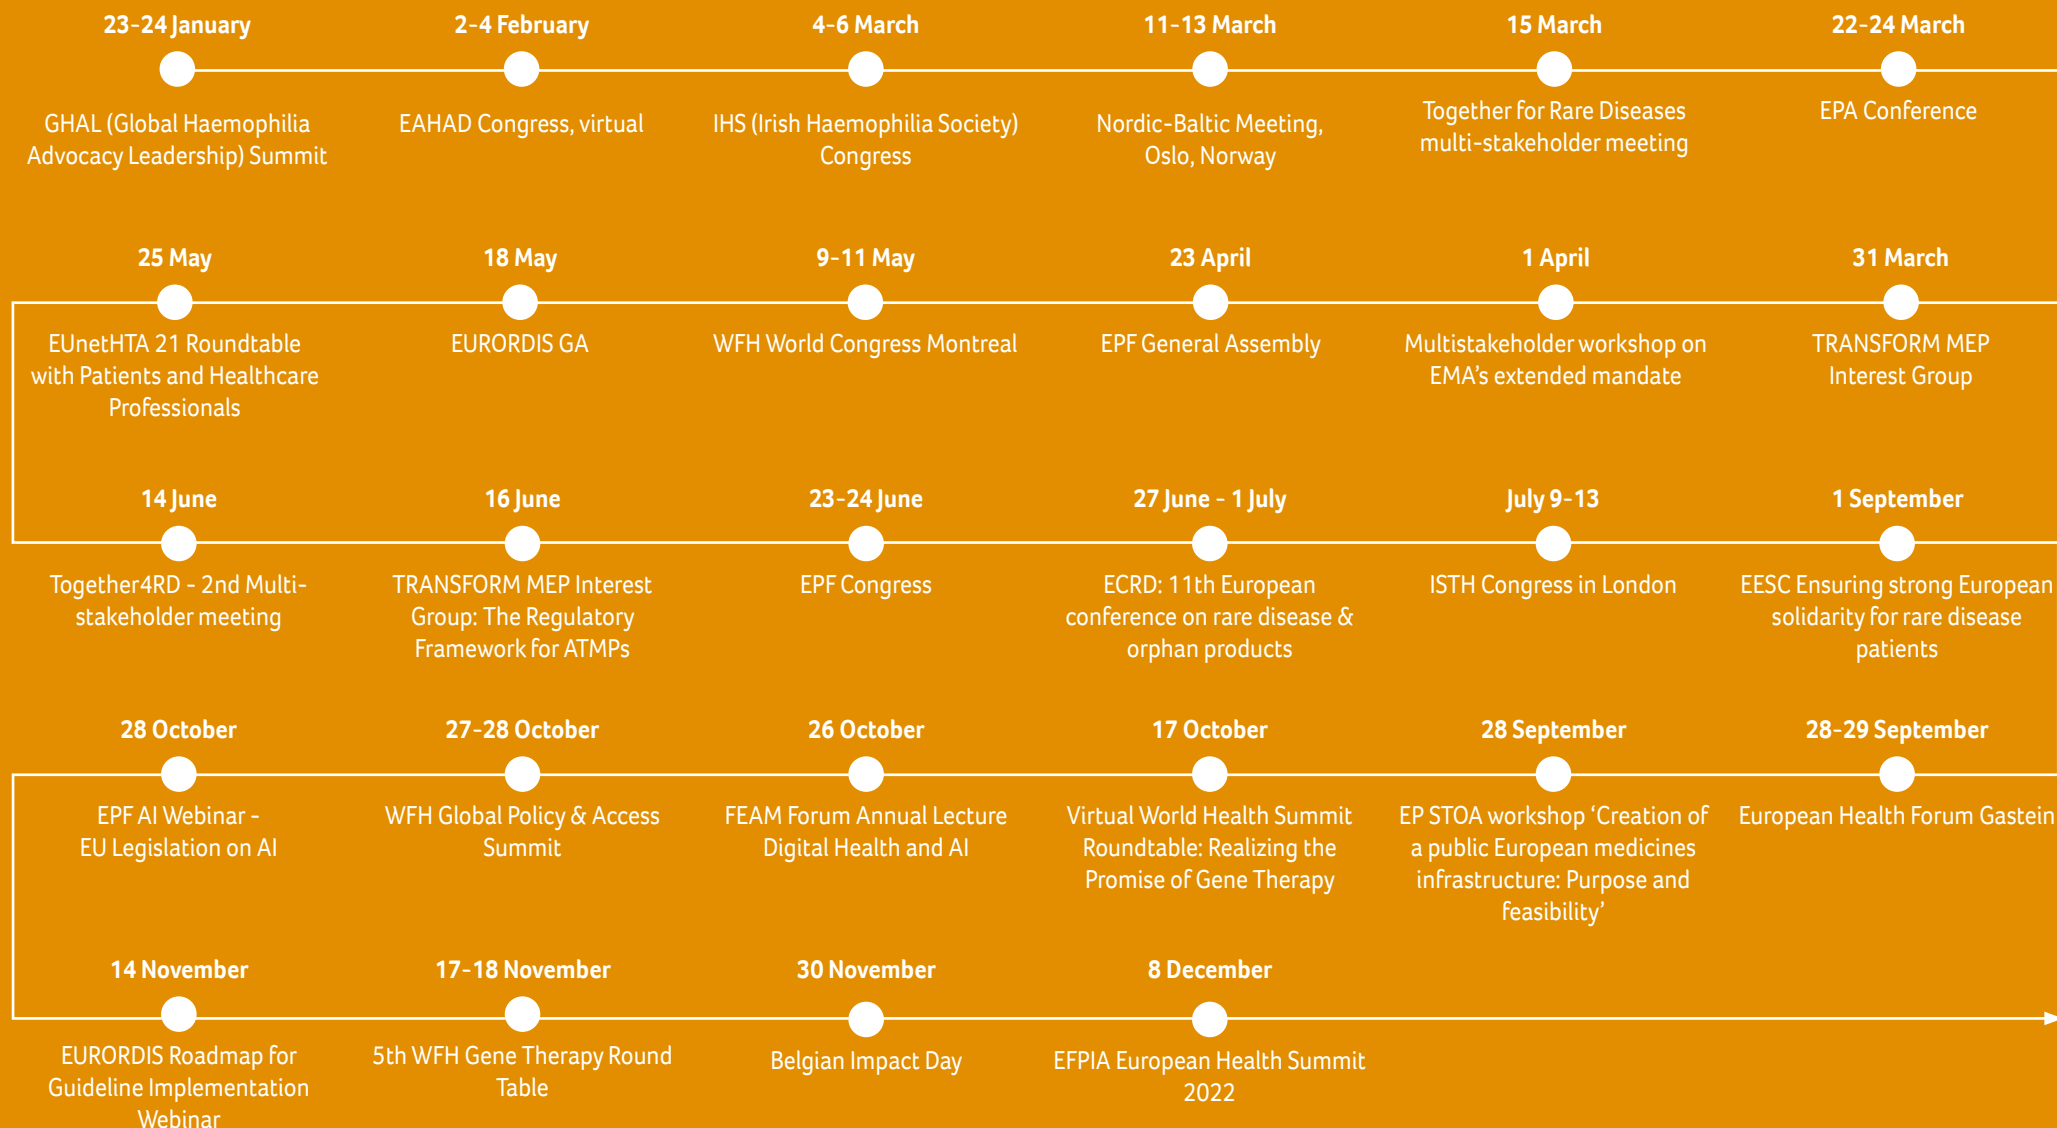 23-24 January
GHAL (Global Haemophilia
Advocacy Leadership) Summit
2-4 February
EAHAD Congress, virtual
4-6 March
IHS (Irish Haemophilia Society)
Congress
11-13 March
Nordic-Baltic Meeting,
Oslo, Norway
15 March
Together for Rare Diseases
multi-stakeholder meeting
22-24 March
EPA Conference
31 March
TRANSFORM MEP
Interest Group
1 April
Multistakeholder workshop on
EMA’s extended mandate
23 April
EPF General Assembly
9-11 May
WFH World Congress Montreal
18 May
EURORDIS GA
25 May
EUnetHTA 21 Roundtable
with Patients and Healthcare
Professionals
14 June
Together4RD - 2nd Multi-
stakeholder meeting
16 June
TRANSFORM MEP Interest
Group: The Regulatory
Framework for ATMPs
23-24 June
EPF Congress
27 June - 1 July
ECRD: 11th European
conference on rare disease &
orphan products
July 9-13
ISTH Congress in London
1 September
EESC Ensuring strong European
solidarity for rare disease
patients
28-29 September
European Health Forum Gastein
28 September
EP STOA workshop ‘Creation of
a public European medicines
infrastructure: Purpose and
feasibility’
17 October
Virtual World Health Summit
Roundtable: Realizing the
Promise of Gene Therapy
26 October
FEAM Forum Annual Lecture
Digital Health and AI
27-28 October
WFH Global Policy & Access
Summit
28 October
EPF AI Webinar -
EU Legislation on AI
14 November
EURORDIS Roadmap for
Guideline Implementation
Webinar
17-18 November
5th WFH Gene Therapy Round
Table
30 November
Belgian Impact Day
8 December
EFPIA European Health Summit
2022